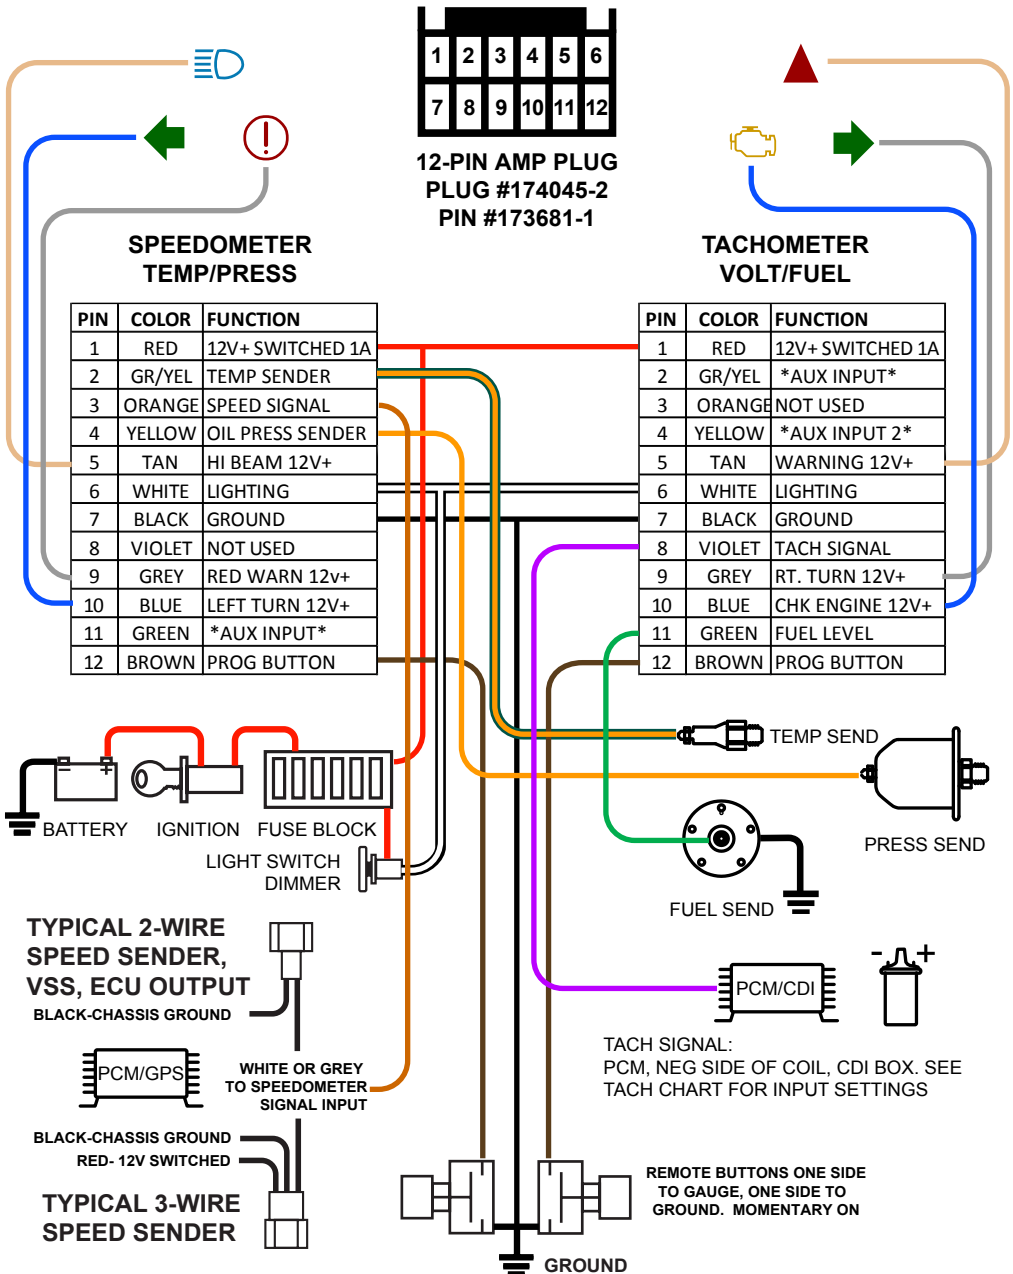 1 2 3 4 5 6
7 8 9 10 11 12
12-PIN AMP PLUG
PLUG #174045-2
PIN #173681-1
SPEEDOMETER
TEMP/PRESS
PIN COLOR FUNCTION
1 RED 12V+ SWITCHED 1A
2 GR/YEL TEMP SENDER
3 ORANGE SPEED SIGNAL
4 YELLOW OIL PRESS SENDER
5 TAN HI BEAM 12V+
6 WHITE LIGHTING
7 BLACK GROUND
8 VIOLET NOT USED
9 GREY RED WARN 12v+
10 BLUE LEFT TURN 12V+
11 GREEN *AUX INPUT*
12 BROWN PROG BUTTON
TACHOMETER
VOLT/FUEL
PIN COLOR FUNCTION
1 RED 12V+ SWITCHED 1A
2 GR/YEL *AUX INPUT*
3 ORANGE NOT USED
4 YELLOW *AUX INPUT 2*
5 TAN WARNING 12V+
6 WHITE LIGHTING
7 BLACK GROUND
8 VIOLET TACH SIGNAL
9 GREY RT. TURN 12V+
10 BLUE CHK ENGINE 12V+
11 GREEN FUEL LEVEL
12 BROWN PROG BUTTON
- +
BATTERY
IGNITION
FUSE BLOCK
LIGHT SWITCH
DIMMER
TEMP SEND
PRESS SEND
FUEL SEND
TYPICAL 2-WIRE
SPEED SENDER,
VSS, ECU OUTPUT
BLACK-CHASSIS GROUND
PCM/GPS
WHITE OR GREY
TO SPEEDOMETER
SIGNAL INPUT
BLACK-CHASSIS GROUND
RED- 12V SWITCHED
TYPICAL 3-WIRE
SPEED SENDER
PCM/CDI
- +
TACH SIGNAL:
PCM, NEG SIDE OF COIL, CDI BOX. SEE
TACH CHART FOR INPUT SETTINGS
REMOTE BUTTONS ONE SIDE
TO GAUGE, ONE SIDE TO
GROUND. MOMENTARY ON
GROUND